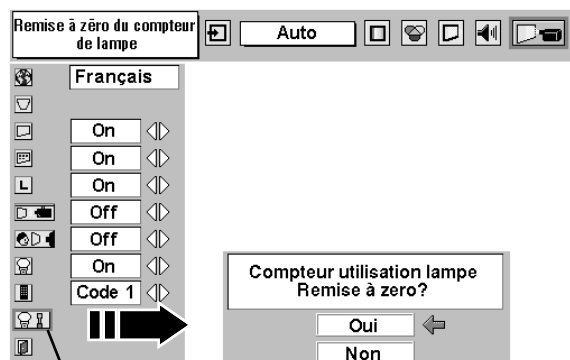 Remise à zéro du compteur
de lampe
Auto
Français
On
On
L
On
Off
Off
On
Code 1
Compteur utilisation lampe
Remise à zero?
Oui
Non